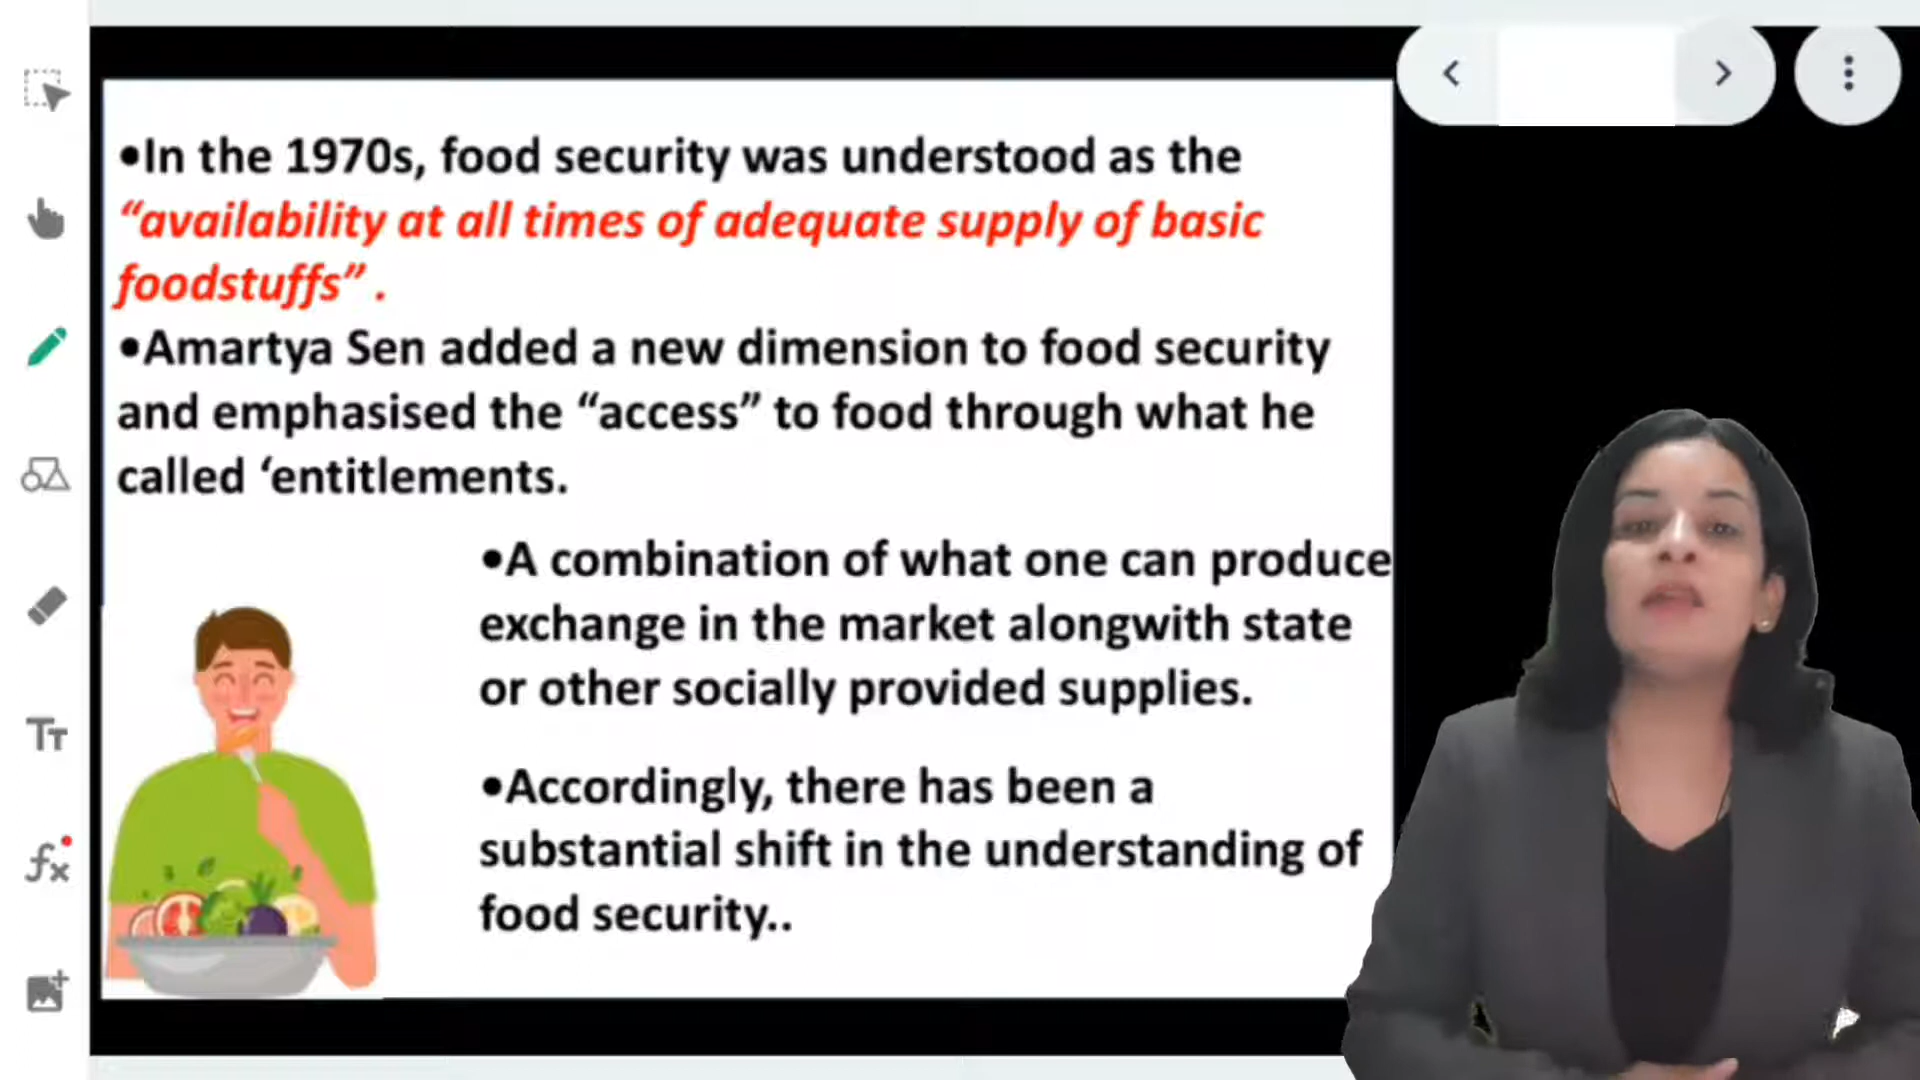 •In the 1970s, food security was understood as the
“availability at all times of adequate supply of basic
foodstuffs” .
•Amartya Sen added a new dimension to food security
and emphasised the “access” to food through what he
called ‘entitlements.
•A combination of what one can produce
exchange in the market alongwith state
or other socially provided supplies.
•Accordingly, there has been a
substantial shift in the understanding of
food security..
TT
fx